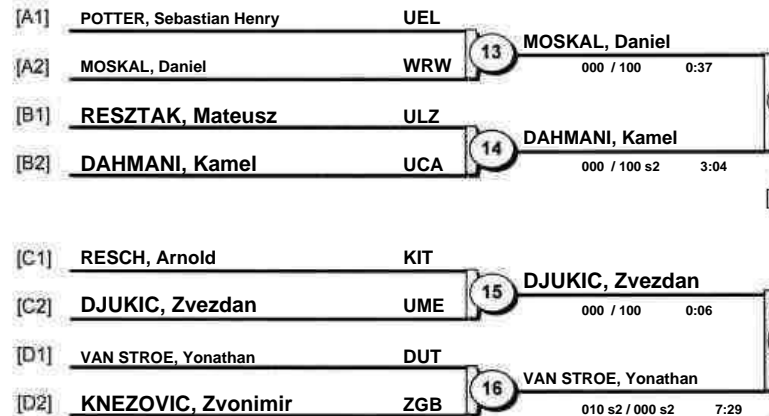 [A1] POTTER, Sebastian Henry UEL
13 MOSKAL, Daniel
[A2] MOSKAL, Daniel WRW
000 / 100 0:37
[B1] RESZTAK, Mateusz ULZ
14 DAHMANI, Kamel
[B2] DAHMANI, Kamel UCA
000 / 100 s2 3:04
[C1] RESCH, Arnold KIT
15 DJUKIC, Zvezdan
[C2] DJUKIC, Zvezdan UME
000 / 100 0:06
[D1] VAN STROE, Yonathan DUT
16 VAN STROE, Yonathan
[D2] KNEZOVIC, Zvonimir ZGB
010 s2 / 000 s2 7:29